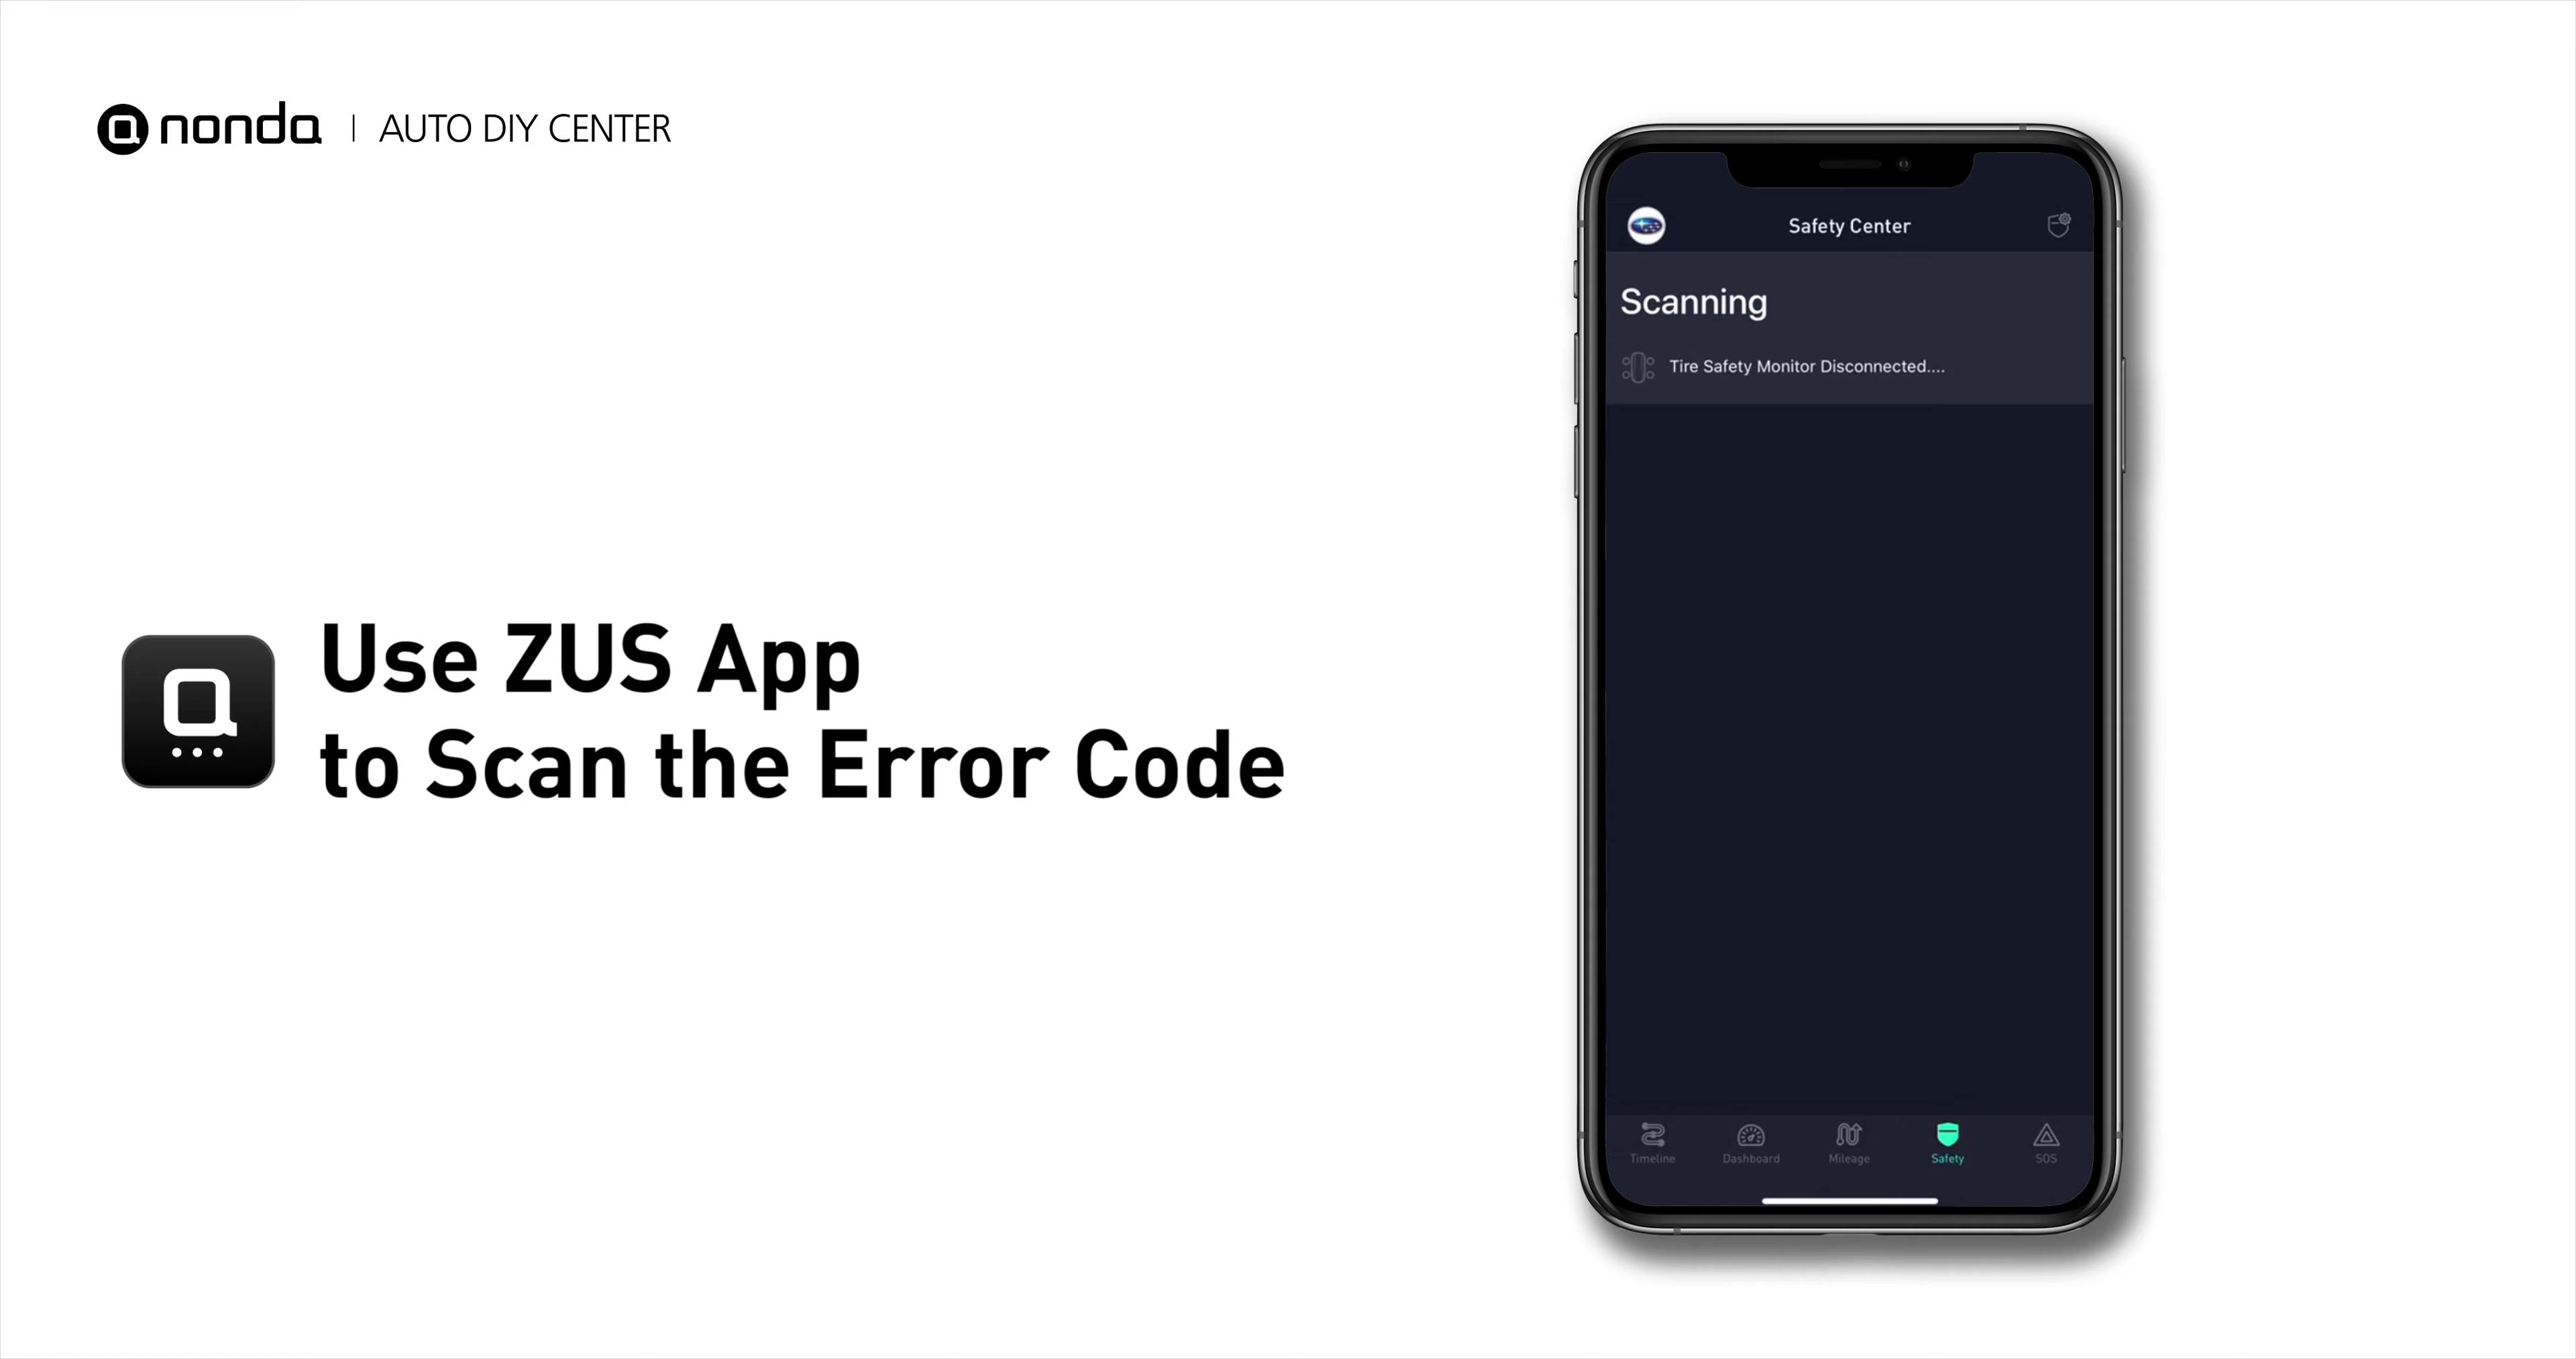 nonda | AUTO DIY CENTER
Use ZUS App
to Scan the Error Code
Safety Center
Scanning
Tire Safety Monitor Disconnected....
Timeline
Dashboard
Mileage
Safety
SOS